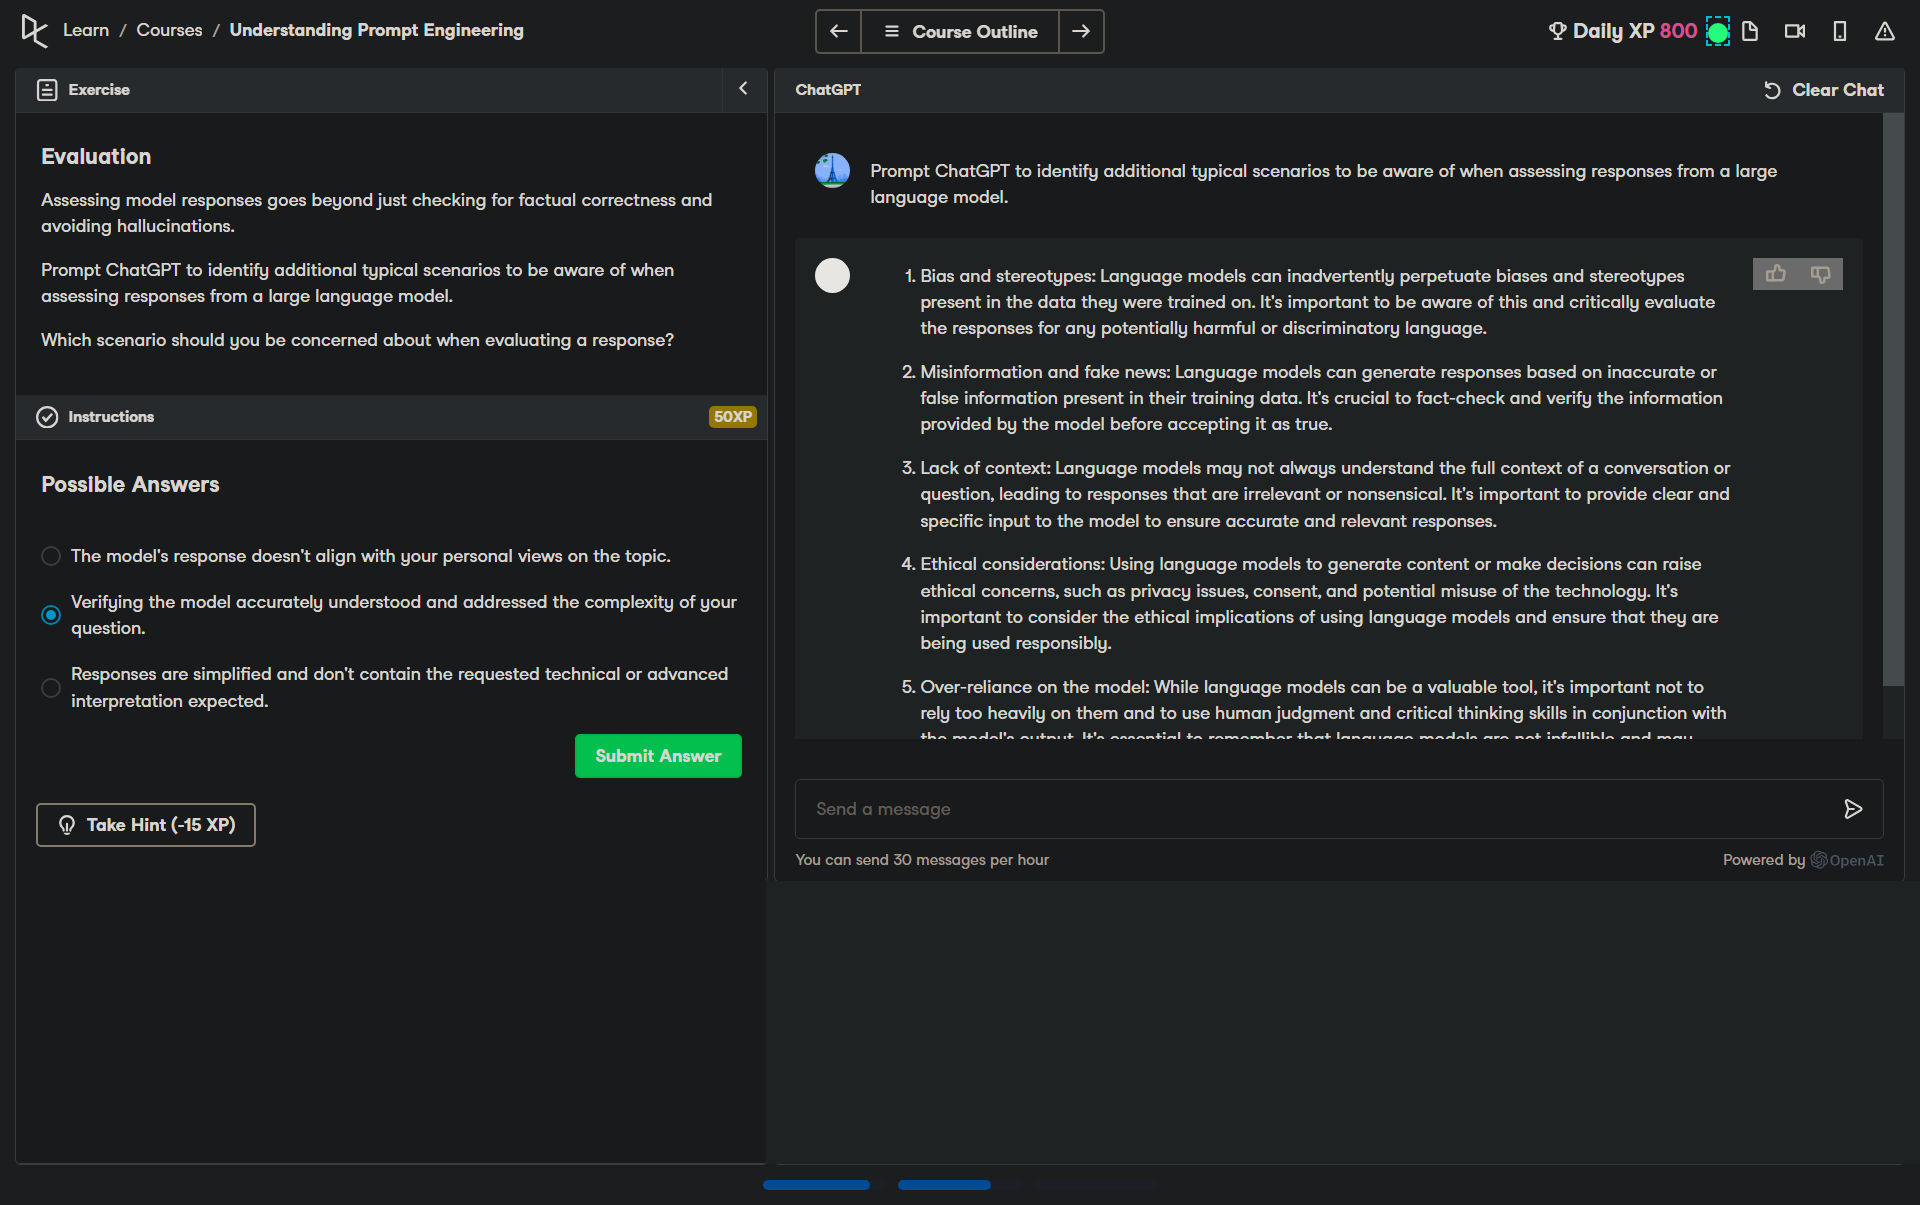 Learn / Courses / Understanding Prompt Engineering
Course Outline
Daily XP 800
Exercise
Evaluation
Assessing model responses goes beyond just checking for factual correctness and
avoiding hallucinations.
Prompt ChatGPT to identify additional typical scenarios to be aware of when
assessing responses from a large language model.
Which scenario should you be concerned about when evaluating a response?
Instructions
50XP
Possible Answers
The model's response doesn't align with your personal views on the topic.
Verifying the model accurately understood and addressed the complexity of your
question.
Responses are simplified and don't contain the requested technical or advanced
interpretation expected.
Submit Answer
Take Hint (-15 XP)
ChatGPT
Clear Chat
Prompt ChatGPT to identify additional typical scenarios to be aware of when assessing responses from a large
language model.
1. Bias and stereotypes: Language models can inadvertently perpetuate biases and stereotypes
present in the data they were trained on. It's important to be aware of this and critically evaluate
the responses for any potentially harmful or discriminatory language.
2. Misinformation and fake news: Language models can generate responses based on inaccurate or
false information present in their training data. It's crucial to fact-check and verify the information
provided by the model before accepting it as true.
3. Lack of context: Language models may not always understand the full context of a conversation or
question, leading to responses that are irrelevant or nonsensical. It's important to provide clear and
specific input to the model to ensure accurate and relevant responses.
4. Ethical considerations: Using language models to generate content or make decisions can raise
ethical concerns, such as privacy issues, consent, and potential misuse of the technology. It's
important to consider the ethical implications of using language models and ensure that they are
being used responsibly.
5. Over-reliance on the model: While language models can be a valuable tool, it's important not to
rely too heavily on them and to use human judgment and critical thinking skills in conjunction with
the model's output. It's essential to remember that language models are not infallible and may
Send a message
You can send 30 messages per hour
Powered by OpenAI